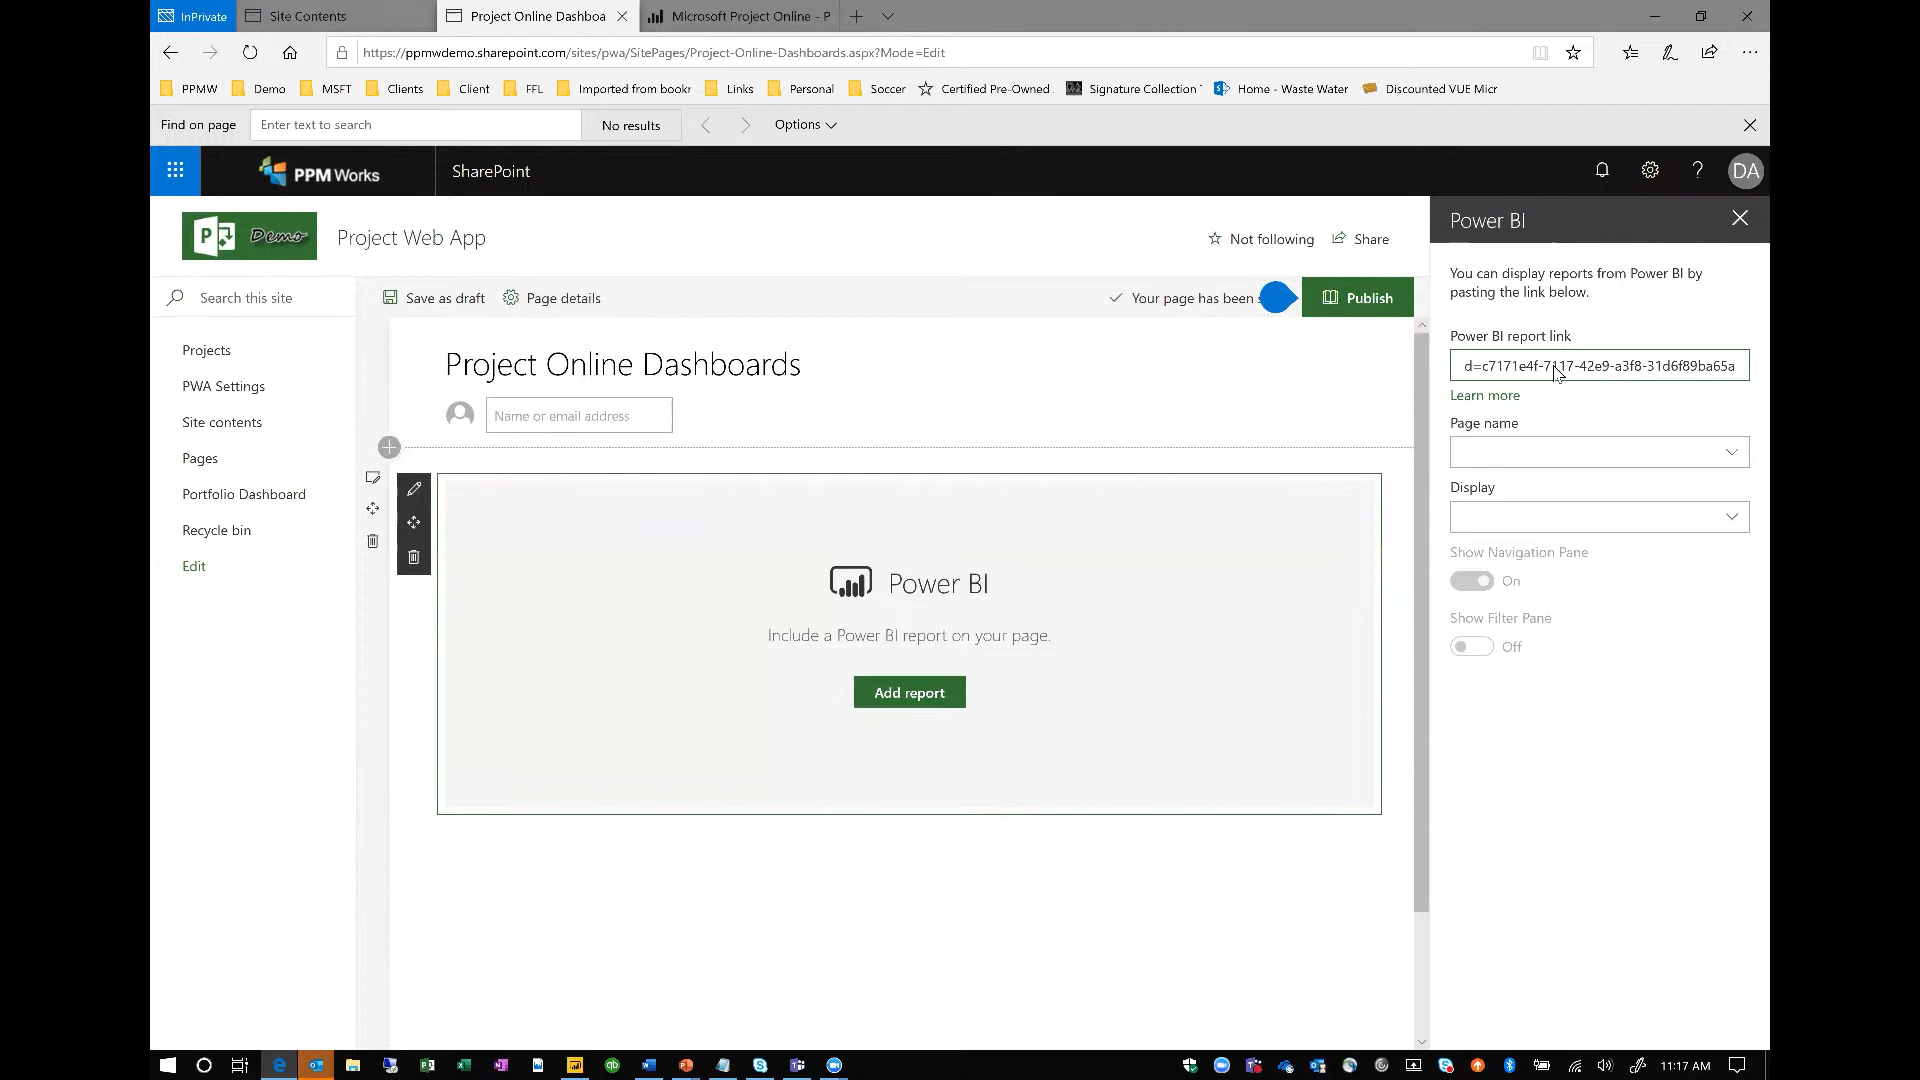 InPrivate
Site Contents
Project Online Dashboa
Microsoft Project Online - P
https://ppmwdemo.sharepoint.com/sites/pwa/SitePages/Project-Online-Dashboards.aspx?Mode=Edit
PPMW
Demo
MSFT
Clients
Client
FFL
Imported from bookr
Links
Personal
Soccer
Certified Pre-Owned
Signature Collection
Home - Waste Water
Discounted VUE Micr
Find on page
Enter text to search
No results
Options
PPM Works
SharePoint
DA
Power BI
Demo
Project Web App
Not following
Share
You can display reports from Power BI by
pasting the link below.
Search this site
Save as draft
Page details
Your page has been
Publish
Power BI report link
d=c7171e4f-7117-42e9-a3f8-31d6f89ba65a
Learn more
Page name
Display
Show Navigation Pane
On
Show Filter Pane
Off
Projects
PWA Settings
Site contents
Pages
Portfolio Dashboard
Recycle bin
Edit
Project Online Dashboards
Name or email address
Power BI
Include a Power BI report on your page.
Add report
11:17 AM